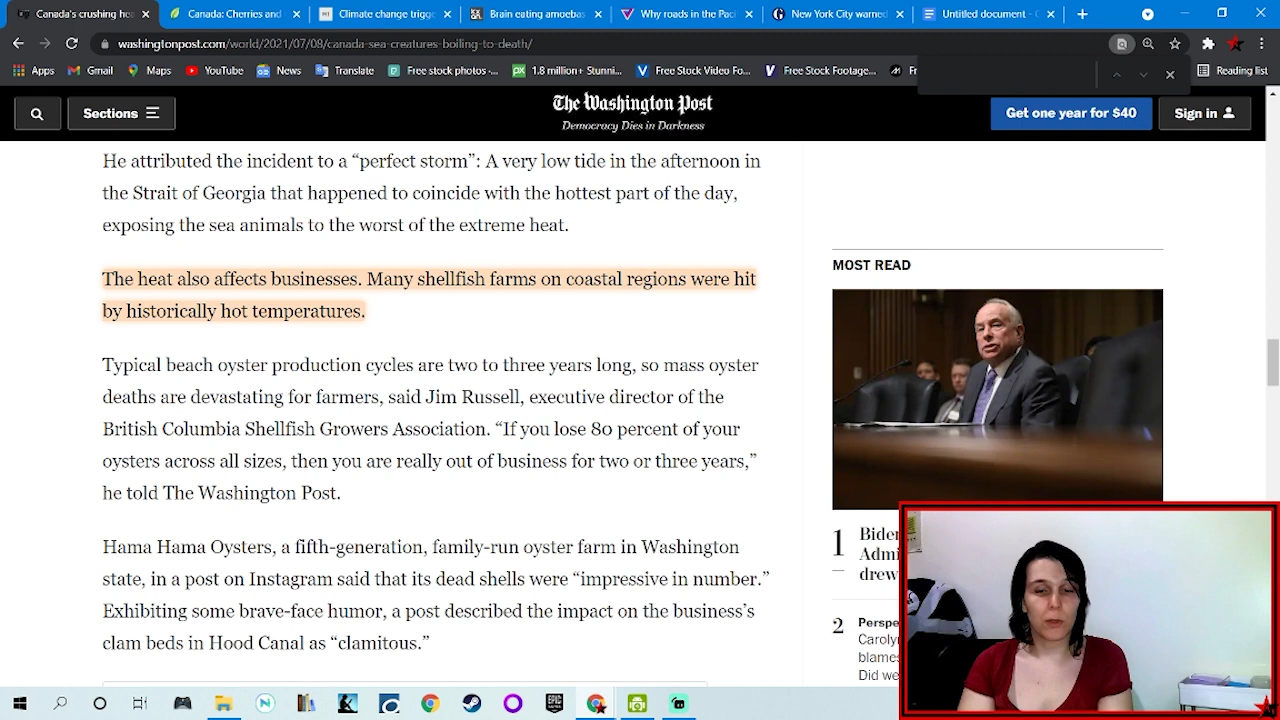 Canada's crushing hea
Canada: Cherries and
Climate change trigg
Brain eating amoebas
Why roads in the Paci
New York City warned
Untitled document -
washingtonpost.com/world/2021/07/08/canada-sea-creatures-boiling-to-death/
Apps
Gmail
Maps
YouTube
News
Translate
Free stock photos -...
1.8 million+ Stunni...
Free Stock Video Fo...
Free Stock Footage...
Fr
Reading list
Sections
The Washington Post
Democracy Dies in Darkness
Get one year for $40
Sign in
He attributed the incident to a “perfect storm”: A very low tide in the afternoon in
the Strait of Georgia that happened to coincide with the hottest part of the day,
exposing the sea animals to the worst of the extreme heat.
The heat also affects businesses. Many shellfish farms on coastal regions were hit
by historically hot temperatures.
Typical beach oyster production cycles are two to three years long, so mass oyster
deaths are devastating for farmers, said Jim Russell, executive director of the
British Columbia Shellfish Growers Association. “If you lose 80 percent of your
oysters across all sizes, then you are really out of business for two or three years,”
he told The Washington Post.
Hama Hama Oysters, a fifth-generation, family-run oyster farm in Washington
state, in a post on Instagram said that its dead shells were “impressive in number.”
Exhibiting some brave-face humor, a post described the impact on the business’s
clam beds in Hood Canal as “clamitous.”
MOST READ
1
Biden
Admi
drew
2
Perspe
Caroly
blames
Did we